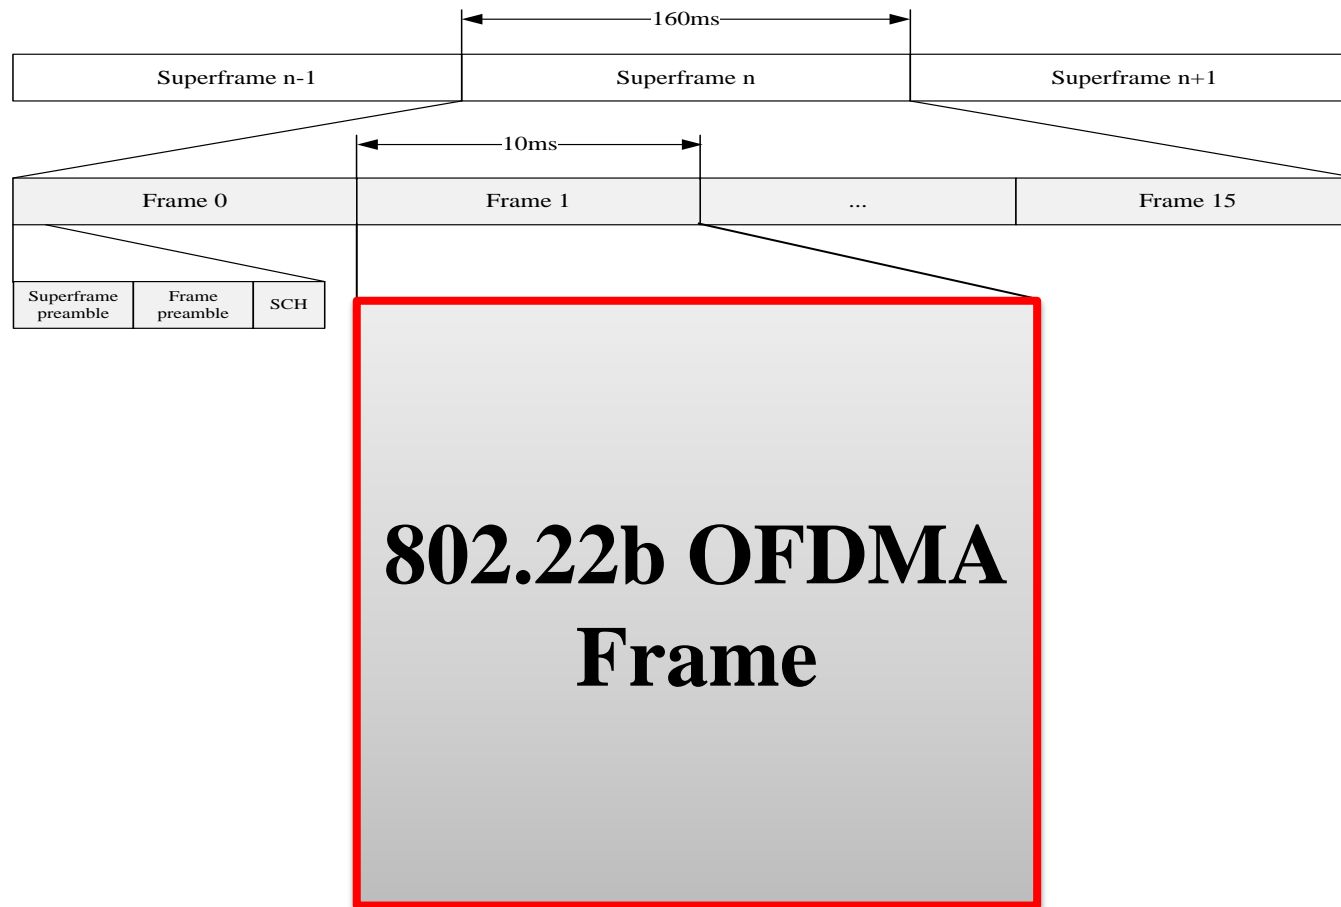 160ms
Superframe n-1
Superframe n
Superframe n+1
10ms
Frame 0
Frame 1
...
Frame 15
Superframe
preamble
Frame
preamble
SCH
802.22b OFDMA
Frame